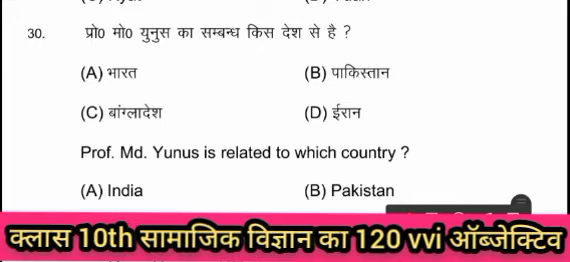 30. प्रो० मो० युनुस का सम्बन्ध किस देश से है ?
(A) भारत (B) पाकिस्तान
(C) बांग्लादेश (D) ईरान
Prof. Md. Yunus is related to which country ?
(A) India (B) Pakistan
क्लास 10th सामाजिक विज्ञान का 120 vvi ऑब्जेक्टिव